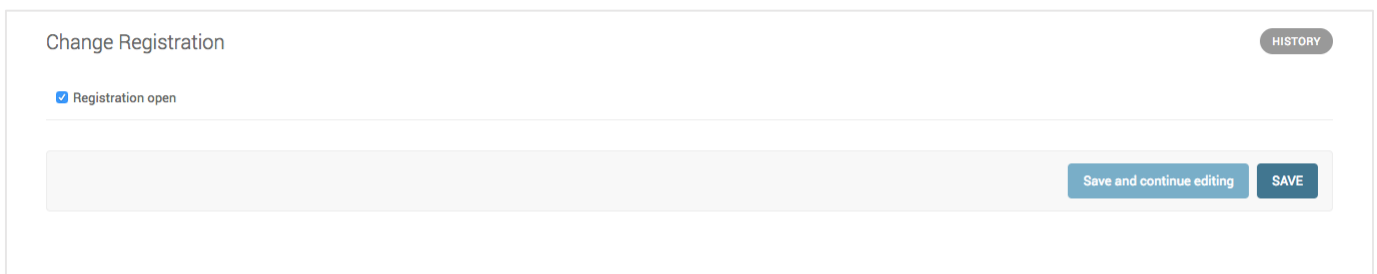 Change Registration
HISTORY
Registration open
Save and continue editing
SAVE